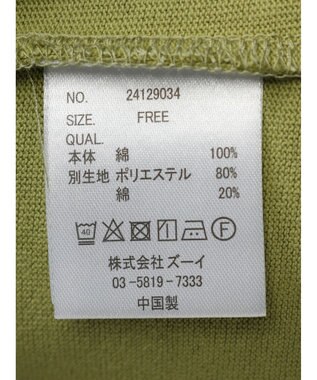 NO. 24129034
SIZE. FREE
QUAL.
本体 綿 100%
別生地 ポリエステル 80%
綿 20%
40 F
株式会社 ズーイ
03-5819-7333
中国製